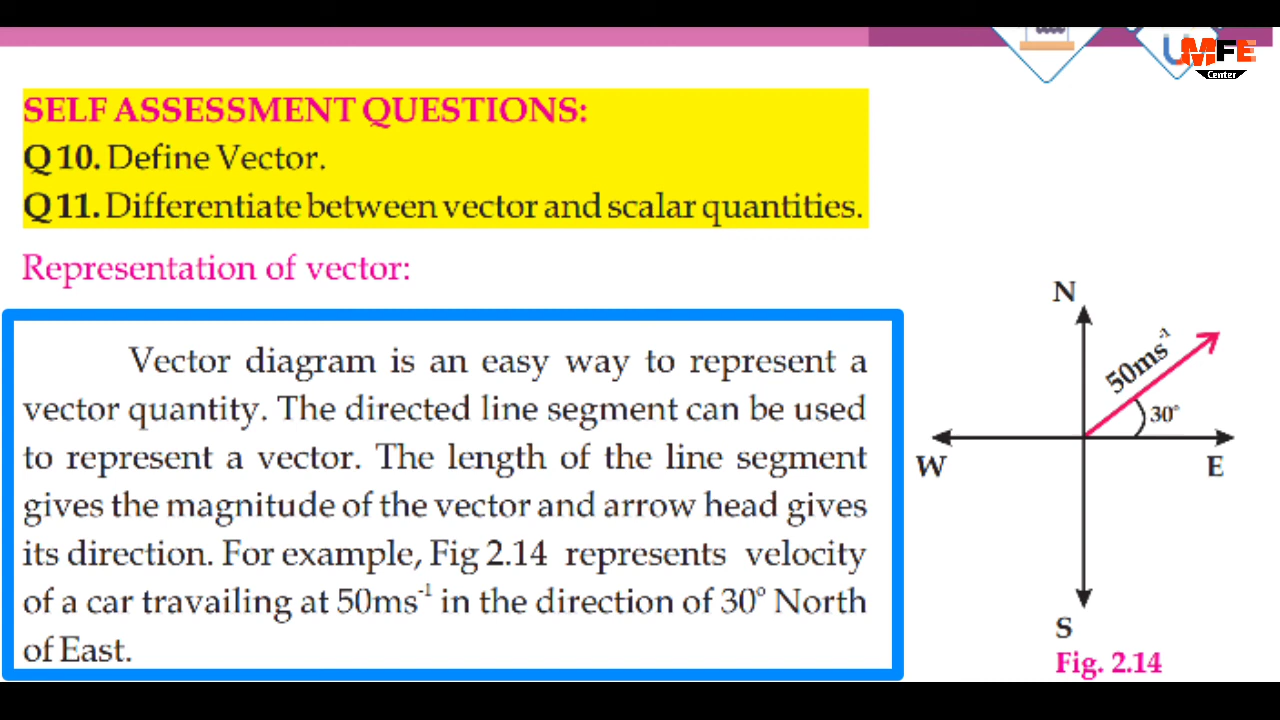 MFE
Center
U
SELF ASSESSMENT QUESTIONS:
Q 10. Define Vector.
Q 11. Differentiate between vector and scalar quantities.
Representation of vector:
Vector diagram is an easy way to represent a
vector quantity. The directed line segment can be used
to represent a vector. The length of the line segment
gives the magnitude of the vector and arrow head gives
its direction. For example, Fig 2.14 represents velocity
of a car travailing at 50ms⁻¹ in the direction of 30° North
of East.
N
50ms⁻¹
30°
W
E
S
Fig. 2.14